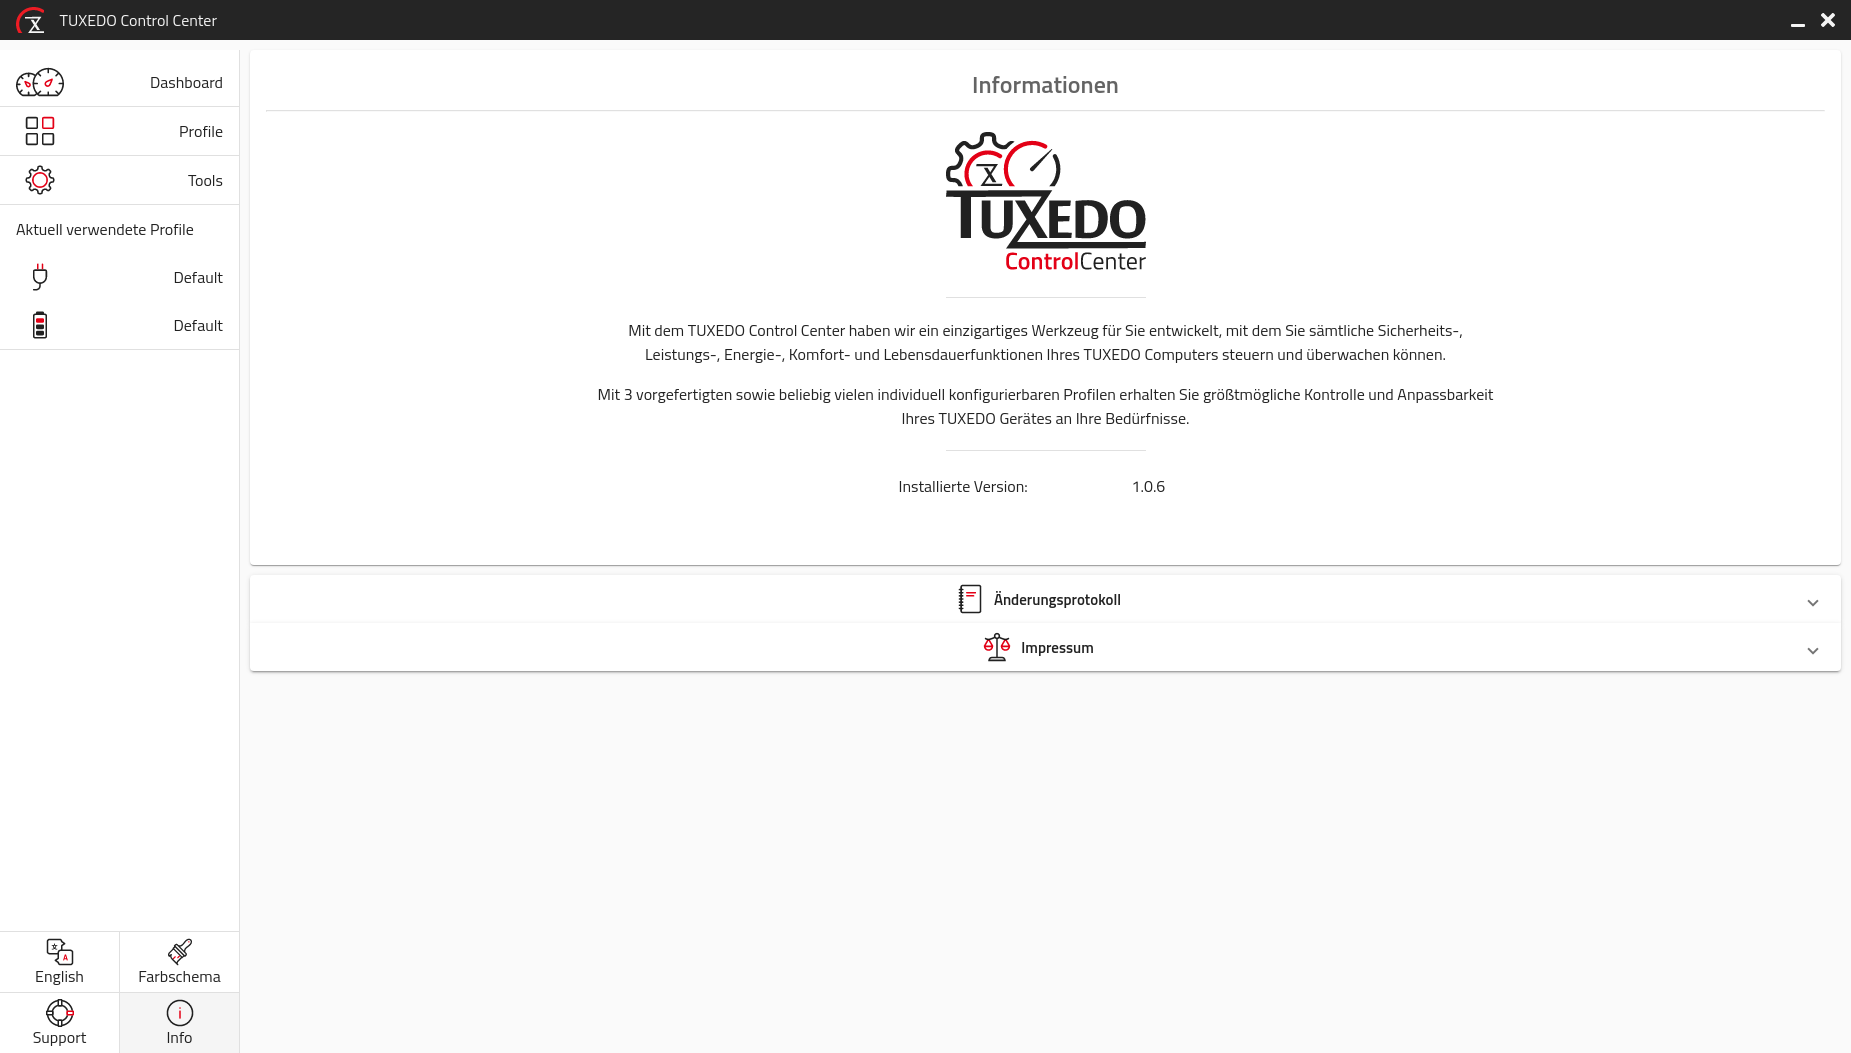 TUXEDO Control Center
Dashboard
Profile
Tools
Aktuell verwendete Profile
Default
Default
English
Farbschema
Support
Info
Informationen
TUXEDO
ControlCenter
Mit dem TUXEDO Control Center haben wir ein einzigartiges Werkzeug für Sie entwickelt, mit dem Sie sämtliche Sicherheits-,
Leistungs-, Energie-, Komfort- und Lebensdauerfunktionen Ihres TUXEDO Computers steuern und überwachen können.
Mit 3 vorgefertigten sowie beliebig vielen individuell konfigurierbaren Profilen erhalten Sie größtmögliche Kontrolle und Anpassbarkeit
Ihres TUXEDO Gerätes an Ihre Bedürfnisse.
Installierte Version: 1.0.6
Änderungsprotokoll
Impressum